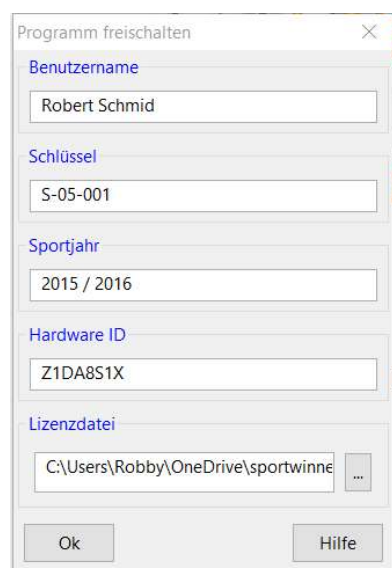 Programm freischalten
Benutzername
Robert Schmid
Schlüssel
S-05-001
Sportjahr
2015 / 2016
Hardware ID
Z1DA8S1X
Lizenzdatei
C:\Users\Robby\OneDrive\sportwinne
...
Ok Hilfe